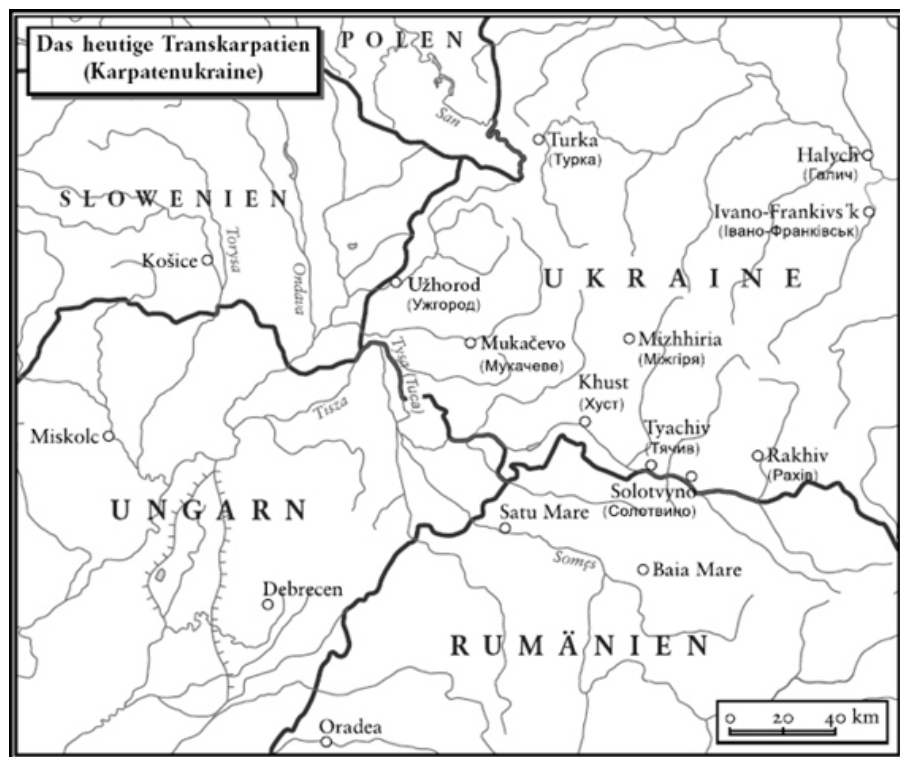 Das heutige Transkarpatien
(Karpatenukraine)
POLEN
San
Turka
(Турка)
Halych
(Галич)
SLOWENIEN
Ivano-Frankivs'k
(Івано-Франківськ)
Torysa
Košice
Ondava
Užhorod
(Ужгород)
UKRAINE
Mukačevo
(Мукачеве)
Mizhhiria
(Міжгіря)
Tysa (Tuca)
Khust
(Хуст)
Tisza
Tyachiv
(Тячив)
Miskolc
Rakhiv
(Рахів)
Solotvyno
(Солотвино)
UNGARN
Satu Mare
Someş
Baia Mare
Debrecen
RUMÄNIEN
Oradea
0 20 40 km